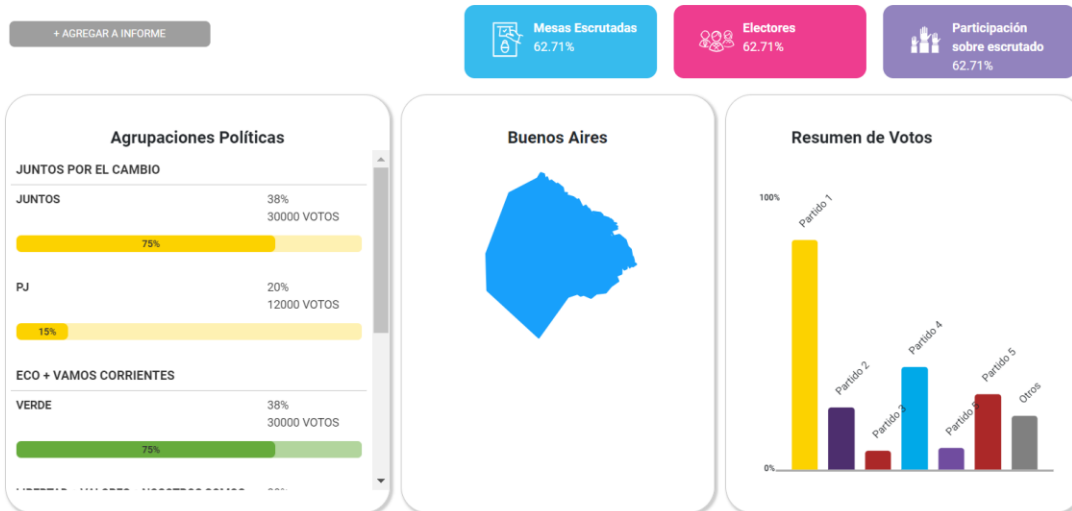 + AGREGAR A INFORME
Mesas Escrutadas
62.71%
Electores
62.71%
Participación
sobre escrutado
62.71%
Agrupaciones Políticas
JUNTOS POR EL CAMBIO
JUNTOS
38%
30000 VOTOS
75%
PJ
20%
12000 VOTOS
15%
ECO + VAMOS CORRIENTES
VERDE
38%
30000 VOTOS
75%
Buenos Aires
Resumen de Votos
100%
0%
Partido 1
Partido 2
Partido 3
Partido 4
Partido 5
Otros